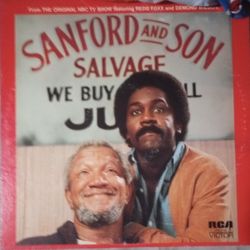 From THE ORIGINAL NBC TV SHOW featuring REDD FOXX and DEMOND WILSON
SANFORD AND SON
SALVAGE
WE BUY
LL
JU
RCA
VICTOR